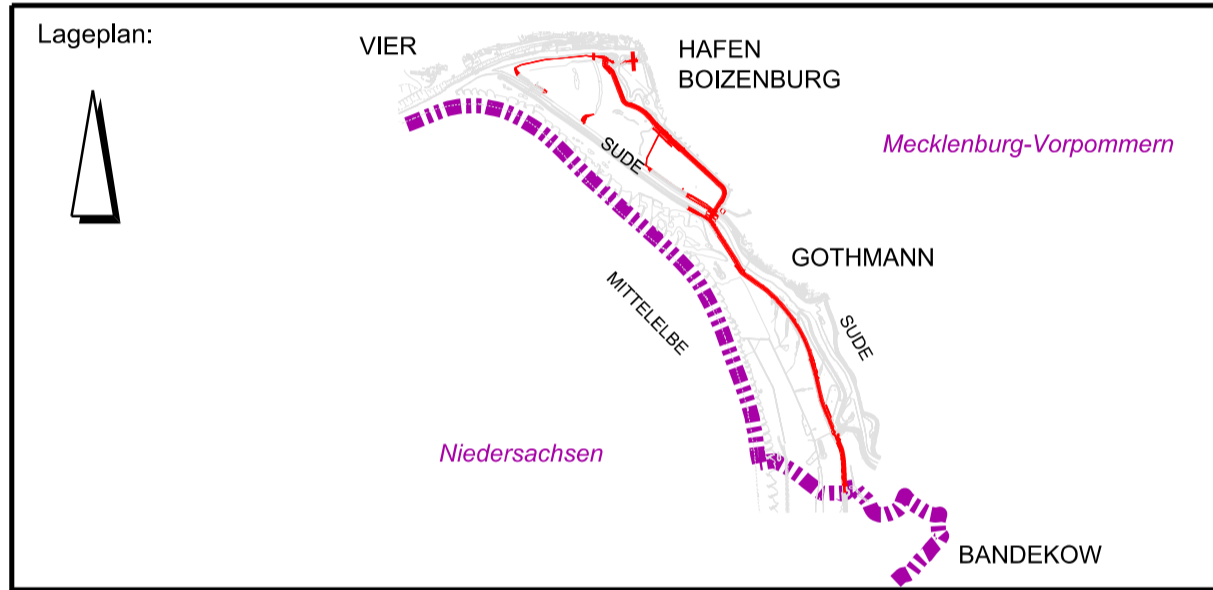 Lageplan:
VIER
HAFEN
BOIZENBURG
Mecklenburg-Vorpommern
SUDE
GOTHMANN
MITTELELBE
SUDE
Niedersachsen
BANDEKOW